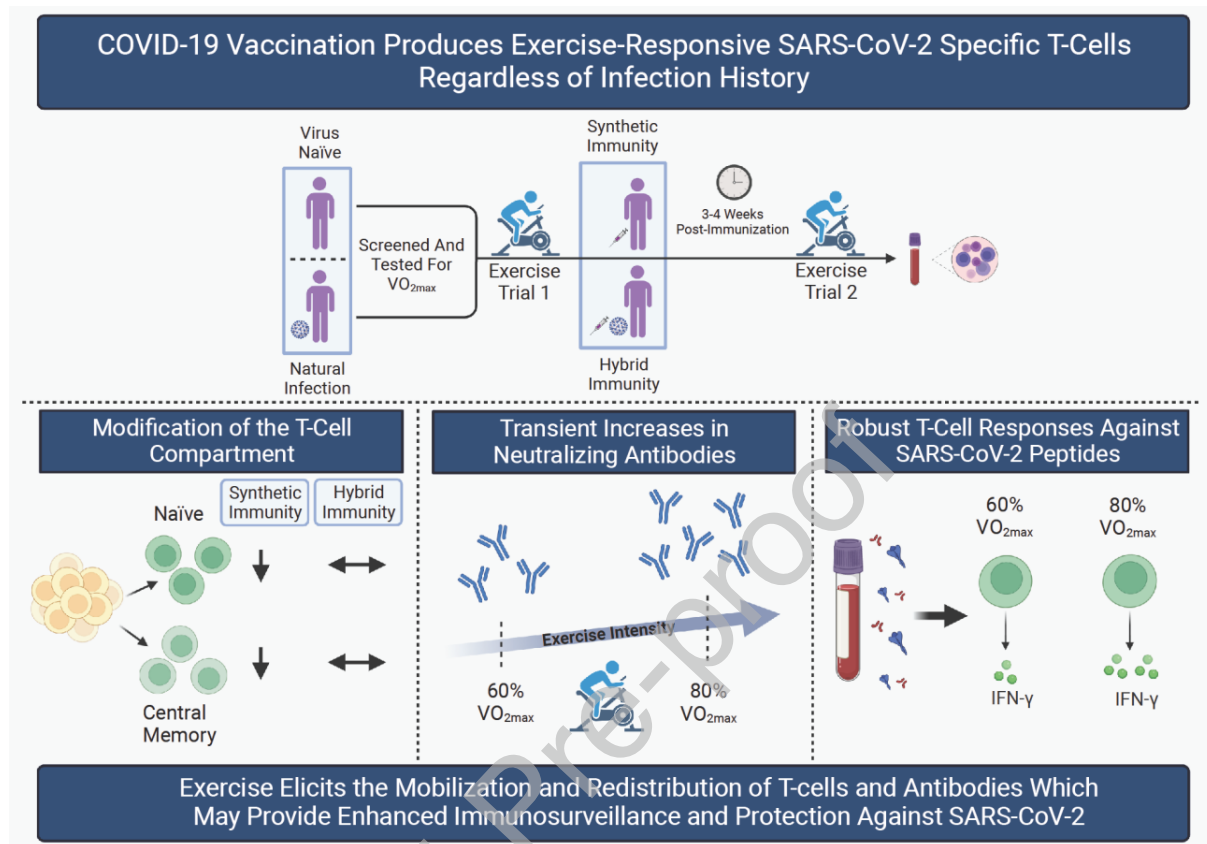 COVID-19 Vaccination Produces Exercise-Responsive SARS-CoV-2 Specific T-Cells
Regardless of Infection History
Virus
Naïve
Natural
Infection
Screened And
Tested For
VO2max
Exercise
Trial 1
Synthetic
Immunity
Hybrid
Immunity
3-4 Weeks
Post-Immunization
Exercise
Trial 2
Modification of the T-Cell
Compartment
Synthetic
Immunity
Hybrid
Immunity
Naïve
Central
Memory
Transient Increases in
Neutralizing Antibodies
Exercise Intensity
60%
VO2max
80%
VO2max
Robust T-Cell Responses Against
SARS-CoV-2 Peptides
60%
VO2max
80%
VO2max
IFN-γ
IFN-γ
Pre-proof
Exercise Elicits the Mobilization and Redistribution of T-cells and Antibodies Which
May Provide Enhanced Immunosurveillance and Protection Against SARS-CoV-2